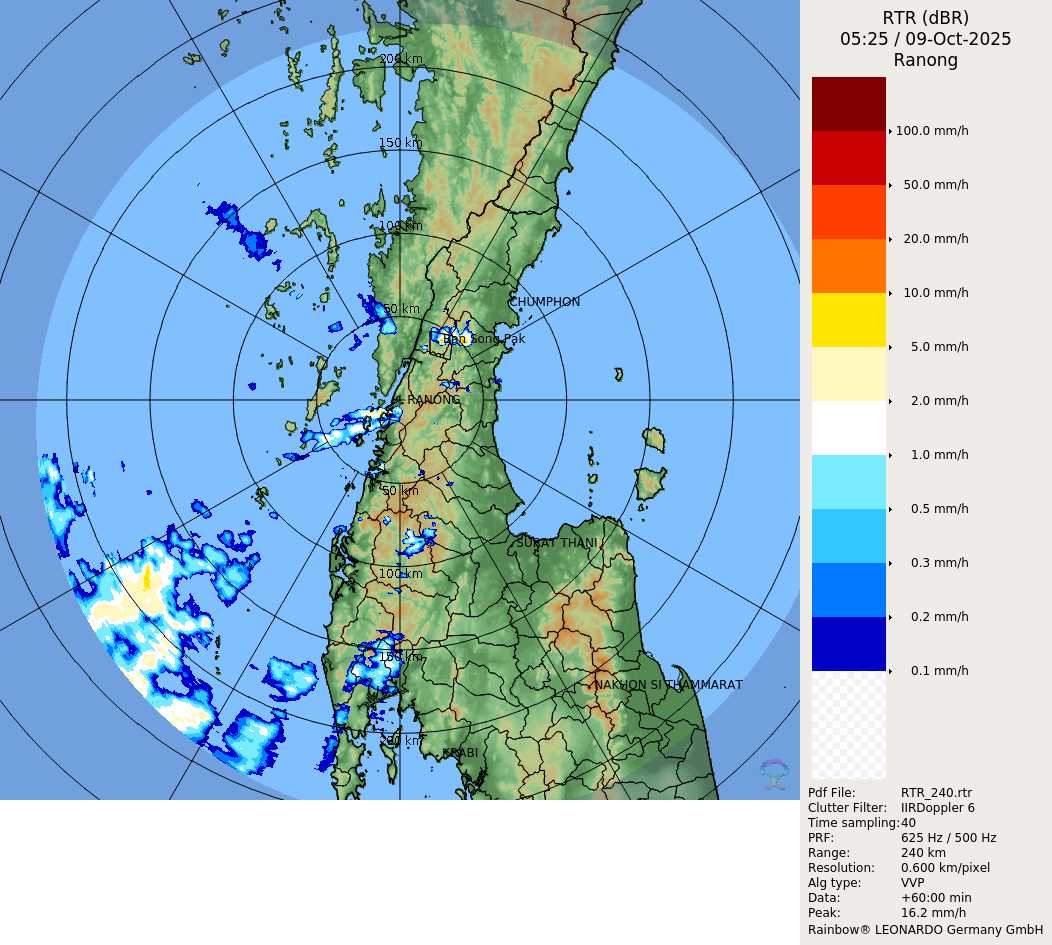 RTR (dBR)
05:25 / 09-Oct-2025
Ranong
100.0 mm/h
50.0 mm/h
20.0 mm/h
10.0 mm/h
5.0 mm/h
2.0 mm/h
1.0 mm/h
0.5 mm/h
0.3 mm/h
0.2 mm/h
0.1 mm/h
Pdf File: RTR_240.rtr
Clutter Filter: IIRDoppler 6
Time sampling: 40
PRF: 625 Hz / 500 Hz
Range: 240 km
Resolution: 0.600 km/pixel
Alg type: VVP
Data: +60:00 min
Peak: 16.2 mm/h
Rainbow® LEONARDO Germany GmbH
200 km
150 km
100 km
50 km
CHUMPHON
Ban Song Pak
RANONG
50 km
SURAT THANI
100 km
150 km
NAKHON SI THAMMARAT
200 km
KRABI